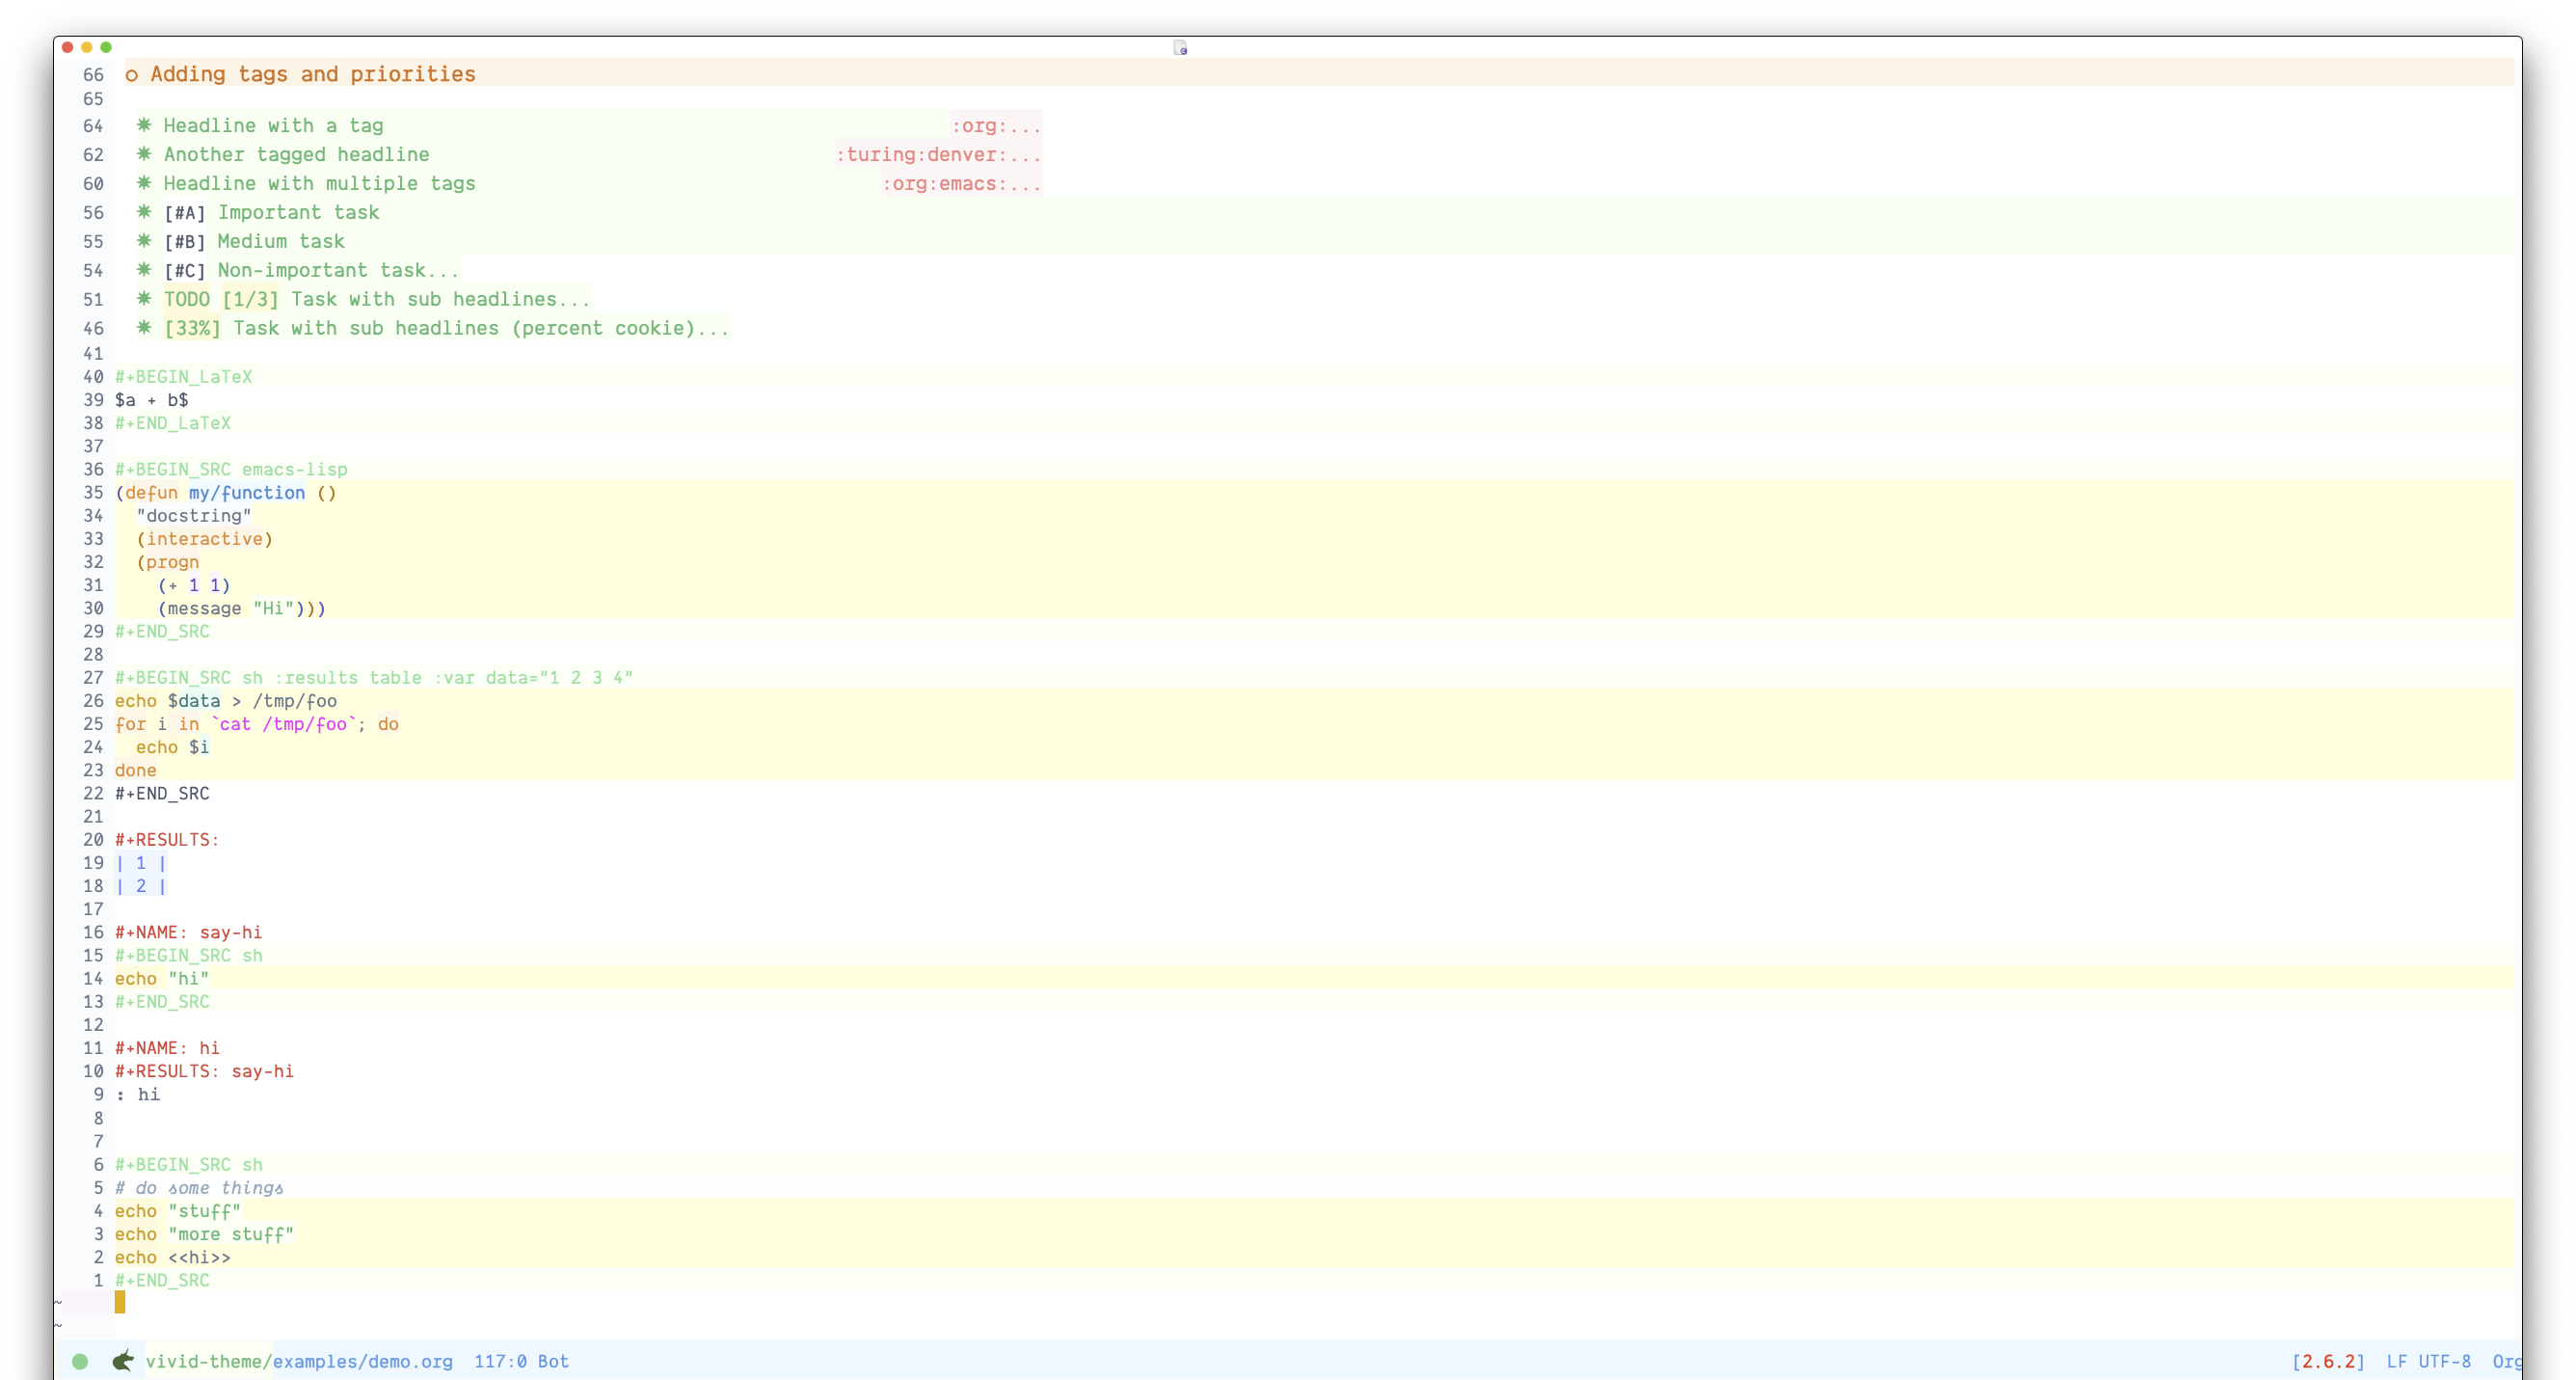 66 Adding tags and priorities
65
64 ✷ Headline with a tag :org:...
62 ✷ Another tagged headline :turing:denver:...
60 ✷ Headline with multiple tags :org:emacs:...
56 ✷ [#A] Important task
55 ✷ [#B] Medium task
54 ✷ [#C] Non-important task...
51 ✷ TODO [1/3] Task with sub headlines...
46 ✷ [33%] Task with sub headlines (percent cookie)...
41
40 #+BEGIN_LaTeX
39 $a + b$
38 #+END_LaTeX
37
36 #+BEGIN_SRC emacs-lisp
35 (defun my/function ()
34   "docstring"
33   (interactive)
32   (progn
31     (+ 1 1)
30     (message "Hi")))
29 #+END_SRC
28
27 #+BEGIN_SRC sh :results table :var data="1 2 3 4"
26 echo $data > /tmp/foo
25 for i in `cat /tmp/foo`; do
24   echo $i
23 done
22 #+END_SRC
21
20 #+RESULTS:
19 | 1 |
18 | 2 |
17
16 #+NAME: say-hi
15 #+BEGIN_SRC sh
14 echo "hi"
13 #+END_SRC
12
11 #+NAME: hi
10 #+RESULTS: say-hi
9 : hi
8
7
6 #+BEGIN_SRC sh
5 # do some things
4 echo "stuff"
3 echo "more stuff"
2 echo <<hi>>
1 #+END_SRC
~
~
vivid-theme/examples/demo.org 117:0 Bot [2.6.2] LF UTF-8 Org